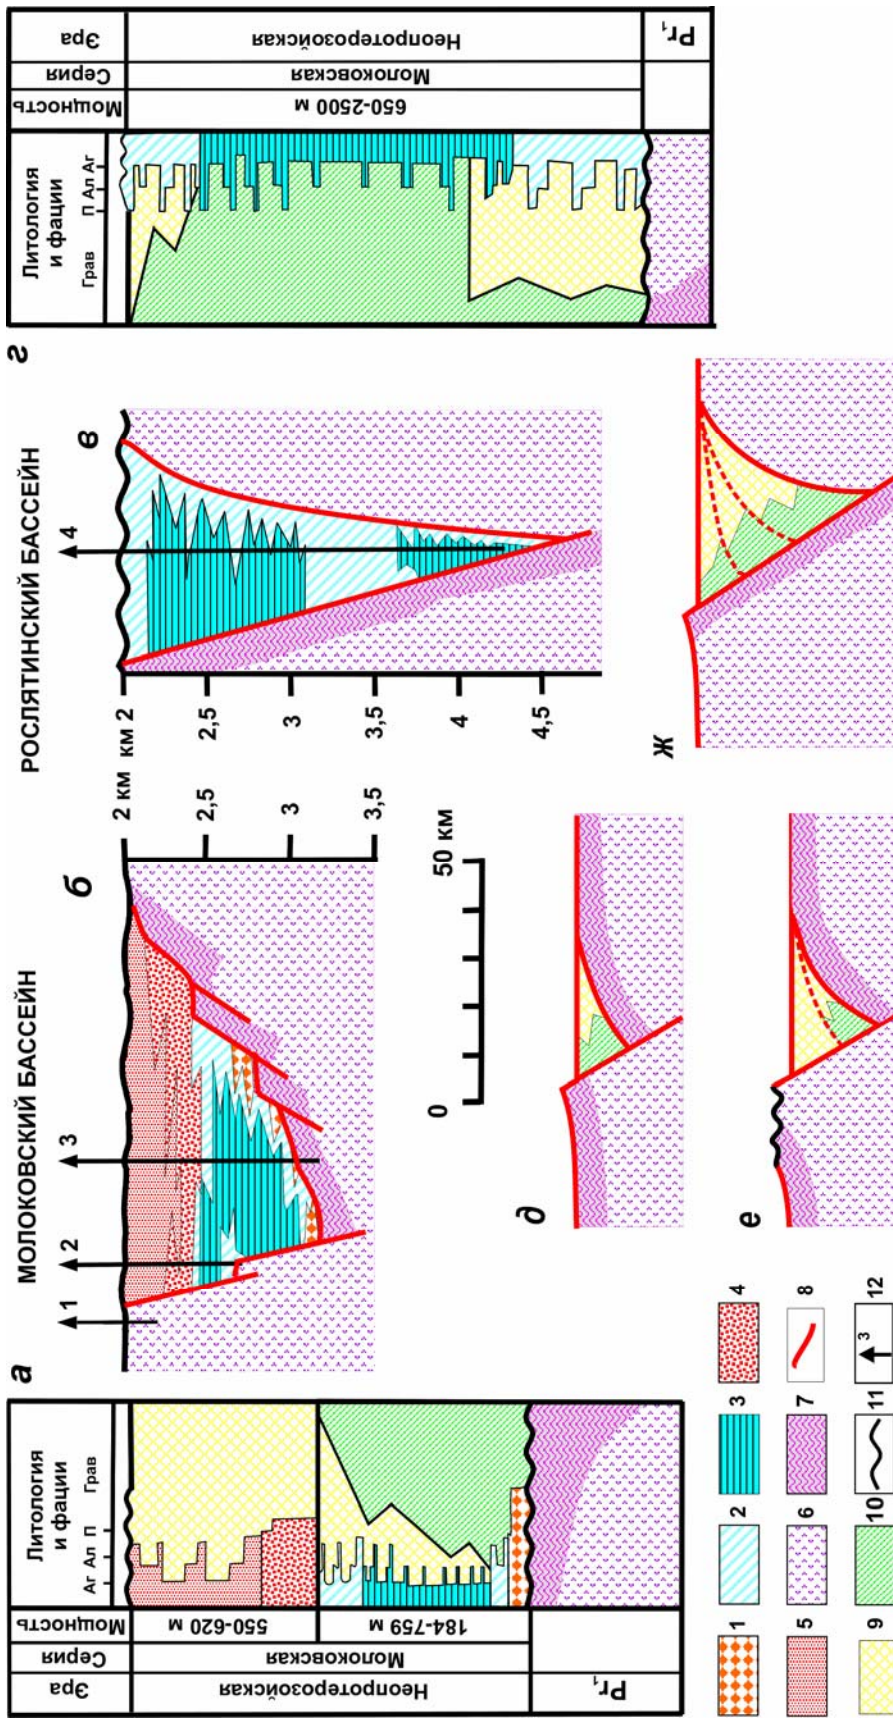 а
МОЛОКОВСКИЙ БАССЕЙН
РОСЛЯТИНСКИЙ БАССЕЙН
Эра
Серия
Мощность
Литология
и фации
Аг
Ал
П
Грав
Неопротерозойская
Молоковская
550-620 м
184-759 м
Pr₁
б
1
2
3
2 км
2,5
3
3,5
в
4
км 2
2,5
3
3,5
4
4,5
г
Литология
и фации
Мощность
Серия
Эра
Грав
П
Ал
Аг
650-2500 м
Молоковская
Неопротерозойская
Pr₁
0
50 км
д
е
ж
1
2
3
4
5
6
7
8
9
10
11
12
3